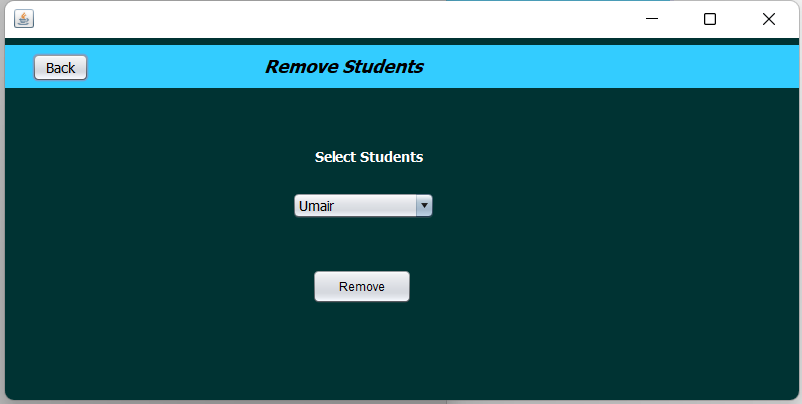 Back
Remove Students
Select Students
Umair
Remove